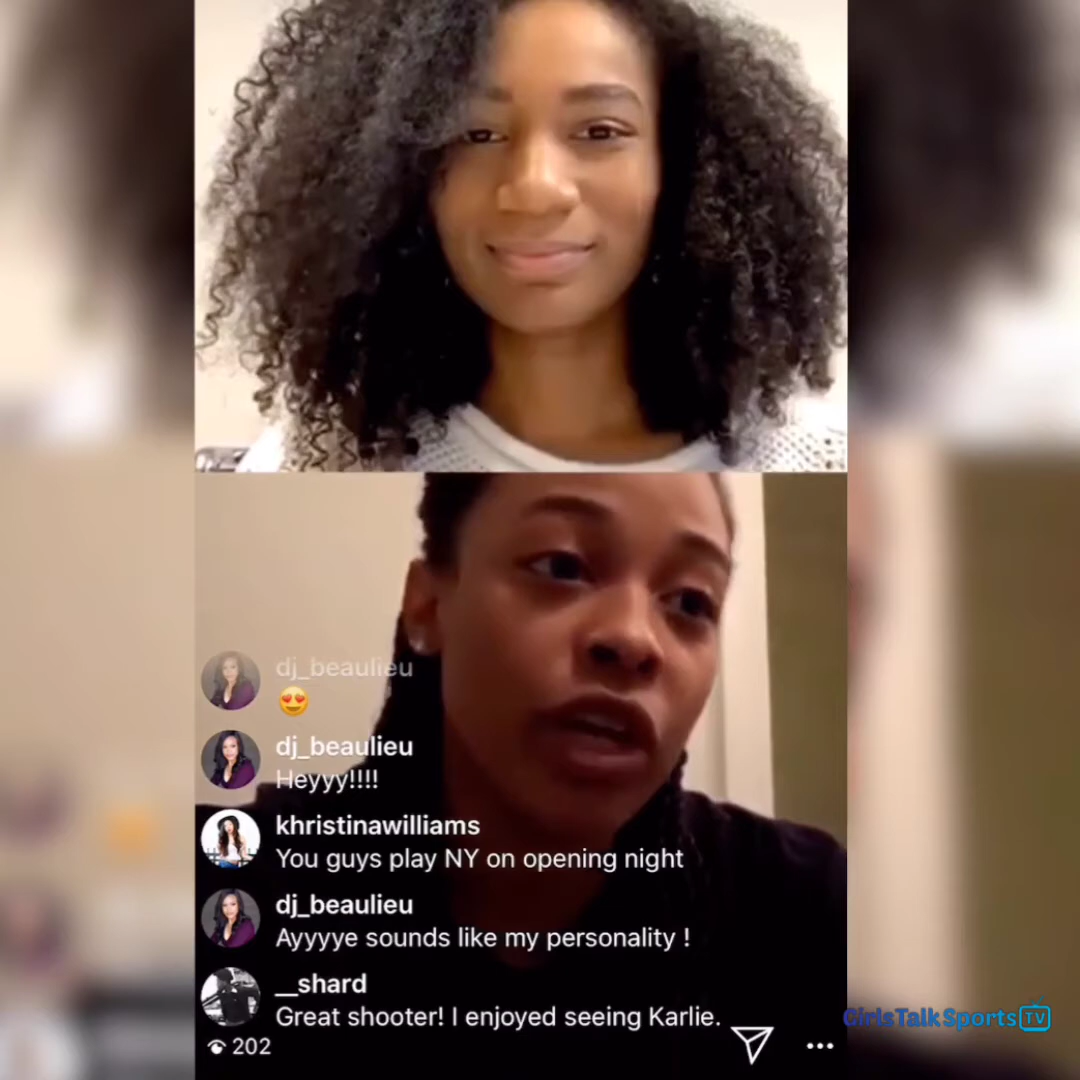 dj_beaulieu
😍
dj_beaulieu
Heyyy!!!!
khristinawilliams
You guys play NY on opening night
dj_beaulieu
Ayyyye sounds like my personality !
__shard
Great shooter! I enjoyed seeing Karlie.
202
GirlsTalkSports TV